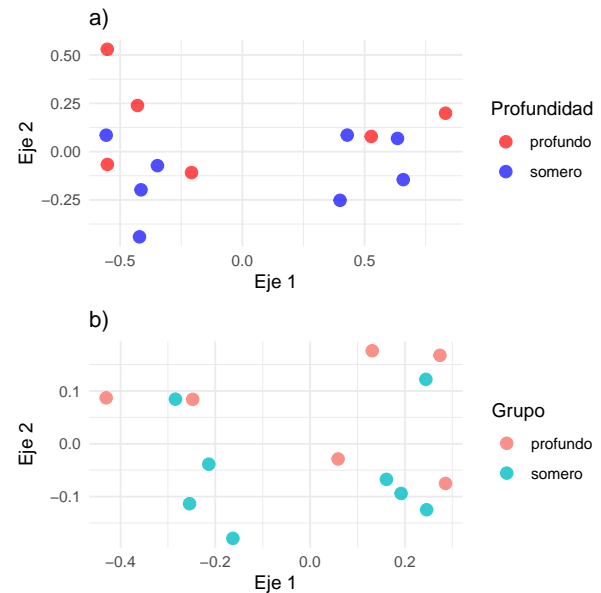 a)
0.50
0.25
0.00
−0.25
Eje 2
−0.5
0.0
0.5
Eje 1
Profundidad
profundo
somero
b)
0.1
0.0
−0.1
Eje 2
−0.4
−0.2
0.0
0.2
Eje 1
Grupo
profundo
somero